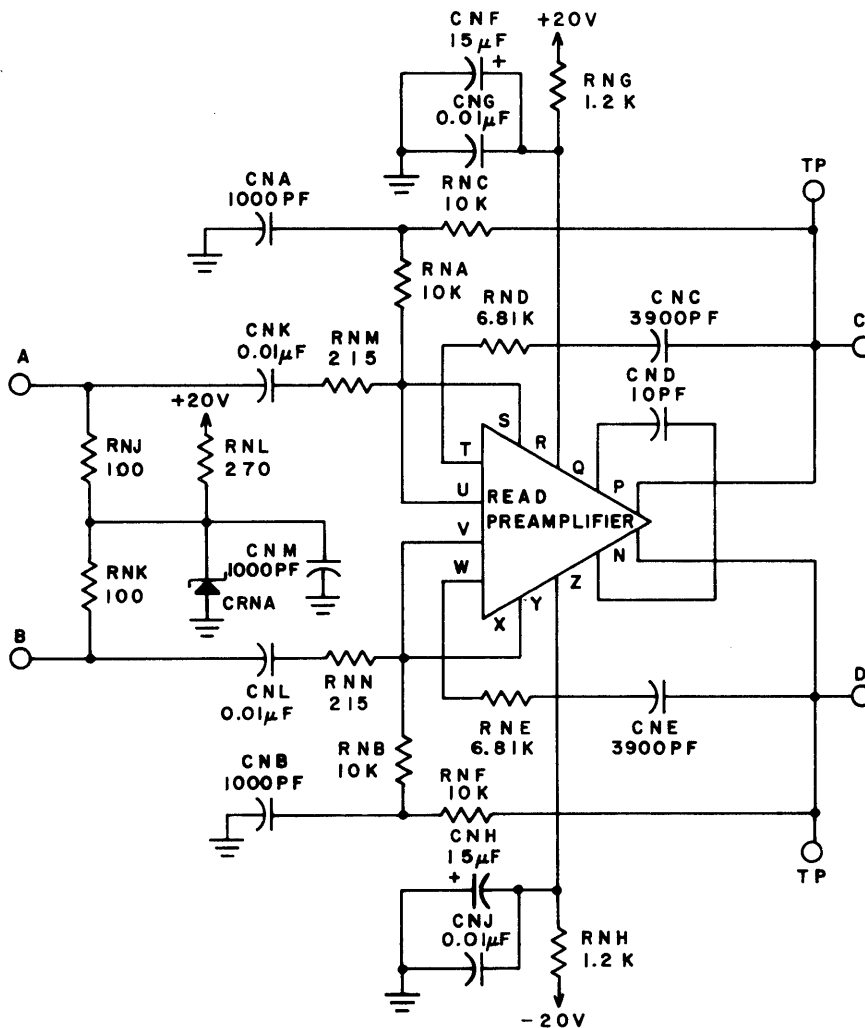 CNF
15μF
+20V
+
CNG
0.01μF
RNG
1.2K
CNA
1000PF
RNC
10K
TP
RNA
10K
RND
6.81K
CNC
3900PF
C
A
CNK
0.01μF
RNM
215
CND
10PF
+20V
S
R
RNJ
100
RNL
270
T
Q
P
U
READ
PREAMPLIFIER
V
N
CNM
1000PF
W
Z
RNK
100
CRNA
Y
X
B
CNL
0.01μF
RNN
215
D
RNE
6.81K
CNE
3900PF
CNB
1000PF
RNB
10K
RNF
10K
CNH
15μF
+
TP
CNJ
0.01μF
RNH
1.2K
-20V